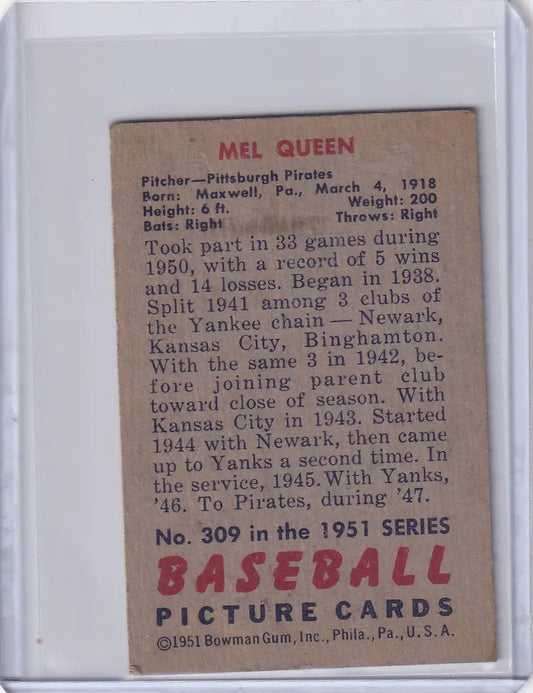 MEL QUEEN
Pitcher—Pittsburgh Pirates
Born: Maxwell, Pa., March 4, 1918
Height: 6 ft. Weight: 200
Bats: Right Throws: Right
Took part in 33 games during
1950, with a record of 5 wins
and 14 losses. Began in 1938.
Split 1941 among 3 clubs of
the Yankee chain — Newark,
Kansas City, Binghamton.
With the same 3 in 1942, be-
fore joining parent club
toward close of season. With
Kansas City in 1943. Started
1944 with Newark, then came
up to Yanks a second time. In
the service, 1945. With Yanks,
'46. To Pirates, during '47.
No. 309 in the 1951 SERIES
BASEBALL
PICTURE CARDS
©1951 Bowman Gum, Inc., Phila., Pa., U. S. A.